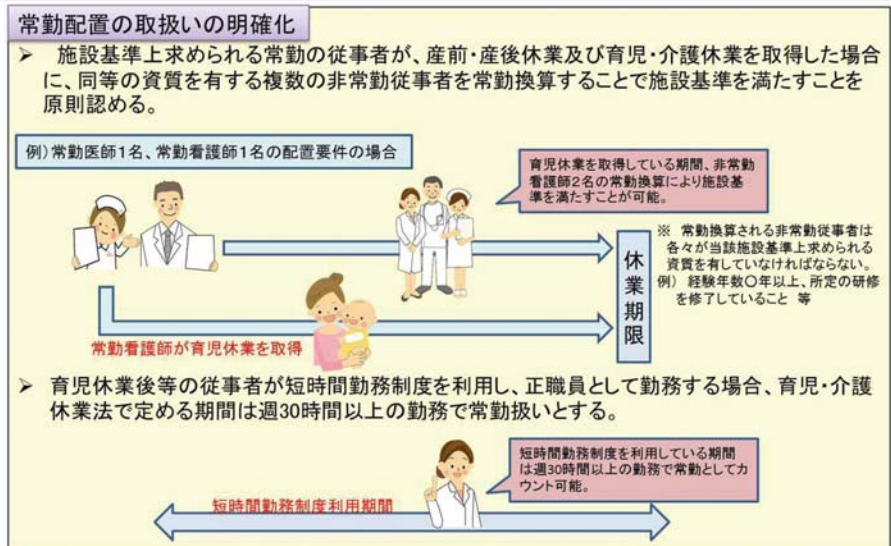 常勤配置の取扱いの明確化
➢ 施設基準上求められる常勤の従事者が、産前・産後休業及び育児・介護休業を取得した場合
に、同等の資質を有する複数の非常勤従事者を常勤換算することで施設基準を満たすことを
原則認める。
例)常勤医師1名、常勤看護師1名の配置要件の場合
育児休業を取得している期間、非常勤
看護師2名の常勤換算により施設基
準を満たすことが可能。
※ 常勤換算される非常勤従事者は
各々が当該施設基準上求められる
資質を有していなければならない。
例) 経験年数〇年以上、所定の研修
を修了していること 等
休業期限
常勤看護師が育児休業を取得
➢ 育児休業後等の従事者が短時間勤務制度を利用し、正職員として勤務する場合、育児・介護
休業法で定める期間は週30時間以上の勤務で常勤扱いとする。
短時間勤務制度を利用している期間
は週30時間以上の勤務で常勤としてカ
ウント可能。
短時間勤務制度利用期間